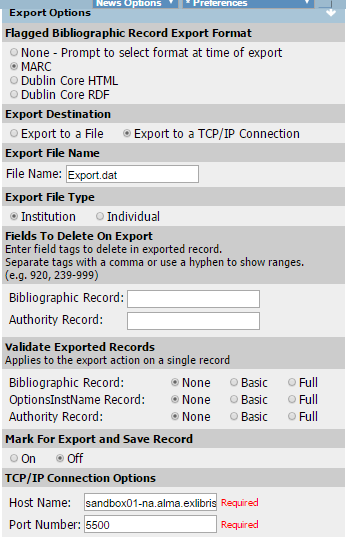 News Options * Preferences
Export Options
Flagged Bibliographic Record Export Format
None - Prompt to select format at time of export
MARC
Dublin Core HTML
Dublin Core RDF
Export Destination
Export to a File Export to a TCP/IP Connection
Export File Name
File Name: Export.dat
Export File Type
Institution Individual
Fields To Delete On Export
Enter field tags to delete in exported record.
Separate tags with a comma or use a hyphen to show ranges.
(e.g. 920, 239-999)
Bibliographic Record:
Authority Record:
Validate Exported Records
Applies to the export action on a single record
Bibliographic Record: None Basic Full
OptionsInstName Record: None Basic Full
Authority Record: None Basic Full
Mark For Export and Save Record
On Off
TCP/IP Connection Options
Host Name: sandbox01-na.alma.exlibris Required
Port Number: 5500 Required